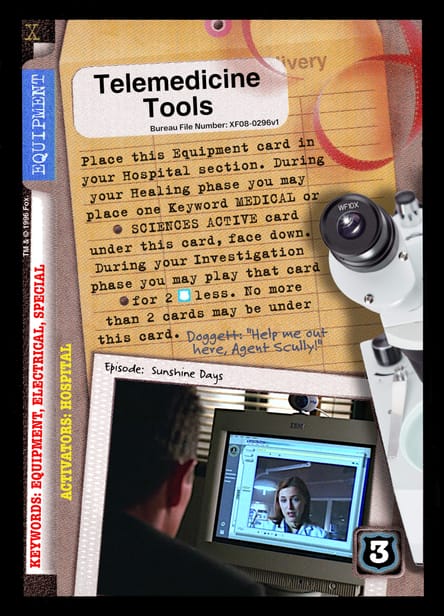 X
EQUIPMENT
TM & © 1996 Fox.
KEYWORDS: EQUIPMENT, ELECTRICAL, SPECIAL
ACTIVATORS: HOSPITAL
ivery
Telemedicine
Tools
Bureau File Number: XF08-0296v1
Place this Equipment card in
your Hospital section. During
your Healing phase you may
place one Keyword MEDICAL or
SCIENCES ACTIVE card
under this card, face down.
During your Investigation
phase you may play that card
for 2 less. No more
than 2 cards may be under
this card. Doggett: "Help me out
here, Agent Scully!"
WF10X
Episode: Sunshine Days
IBM
3